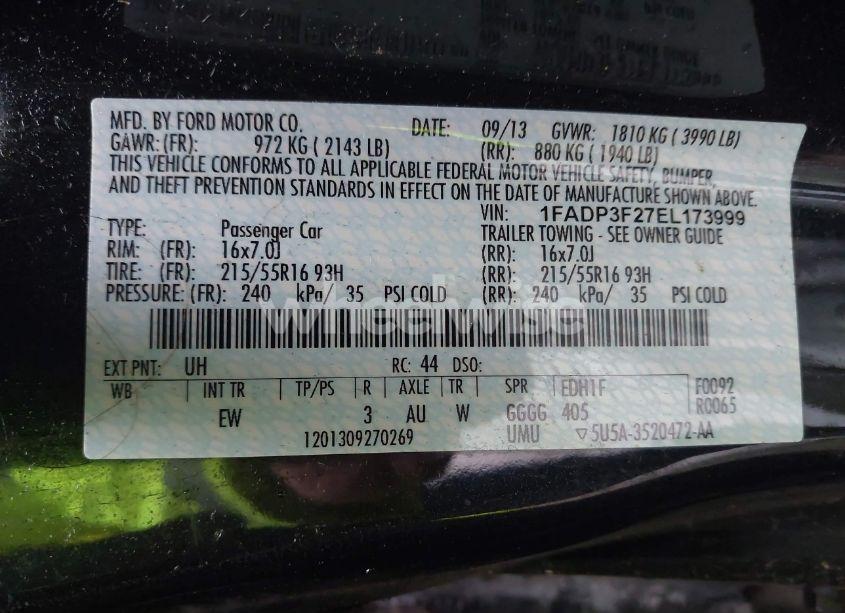 MFD. BY FORD MOTOR CO. DATE: 09/13 GVWR: 1810 KG ( 3990 LB)
GAWR: (FR): 972 KG ( 2143 LB) (RR): 880 KG ( 1940 LB)
THIS VEHICLE CONFORMS TO ALL APPLICABLE FEDERAL MOTOR VEHICLE SAFETY, BUMPER,
AND THEFT PREVENTION STANDARDS IN EFFECT ON THE DATE OF MANUFACTURE SHOWN ABOVE.
VIN: 1FADP3F27EL173999
TYPE: Passenger Car TRAILER TOWING - SEE OWNER GUIDE
RIM: (FR): 16x7.0J (RR): 16x7.0J
TIRE: (FR): 215/55R16 93H (RR): 215/55R16 93H
PRESSURE: (FR): 240 kPa/ 35 PSI COLD (RR): 240 kPa/ 35 PSI COLD
wheelwise
EXT PNT: UH RC: 44 DSO:
WB INT TR TP/PS R AXLE TR SPR EDH1F F0092
EW 3 AU W GGGG 405 R0065
1201309270269 UMU ▽5U5A-3520472-AA